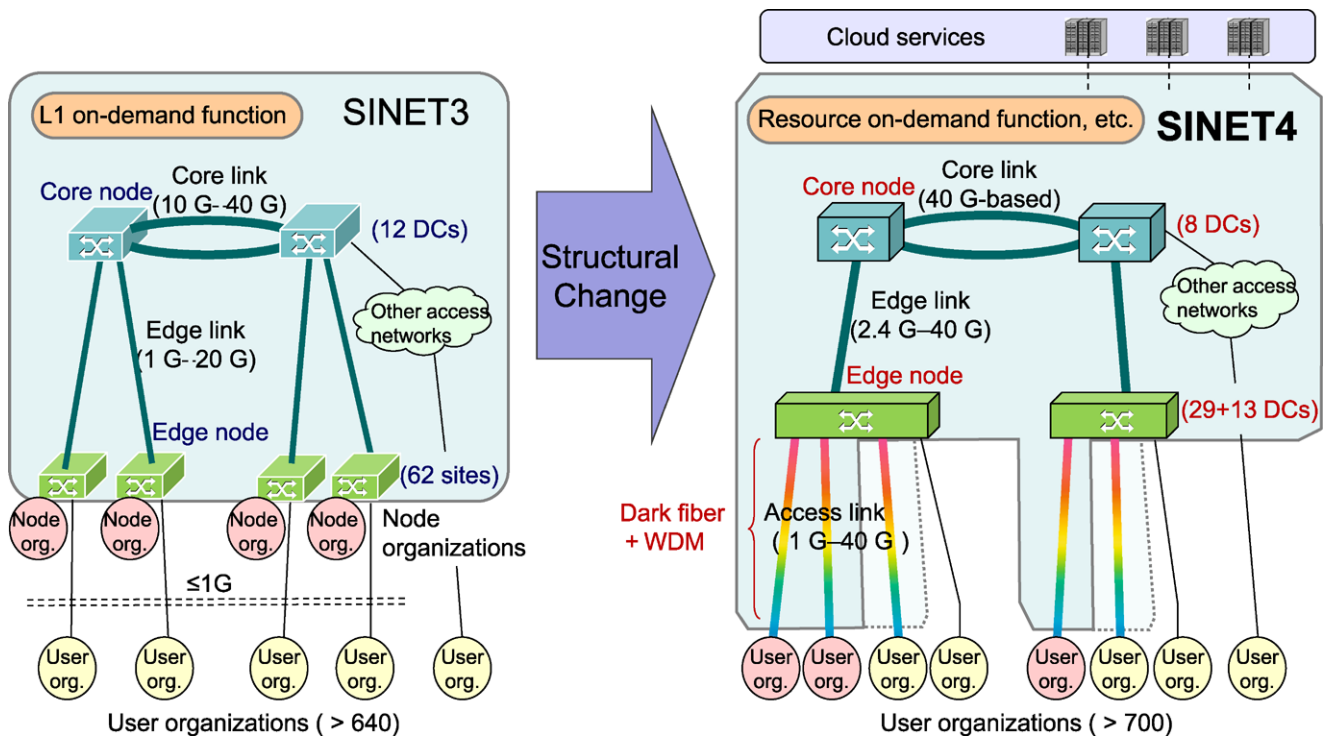 Cloud services
L1 on-demand function
SINET3
Core node
Core link
(10 G--40 G)
(12 DCs)
Other access
networks
Edge link
(1 G--20 G)
Edge node
(62 sites)
Node
org.
Node
org.
Node
org.
Node
org.
Node
organizations
≤1G
User
org.
User
org.
User
org.
User
org.
User
org.
User organizations ( > 640)
Structural
Change
Resource on-demand function, etc.
SINET4
Core node
Core link
(40 G-based)
(8 DCs)
Other access
networks
Edge link
(2.4 G–40 G)
Edge node
(29+13 DCs)
Dark fiber
+ WDM
Access link
( 1 G–40 G )
User
org.
User
org.
User
org.
User
org.
User
org.
User
org.
User
org.
User
org.
User organizations ( > 700)